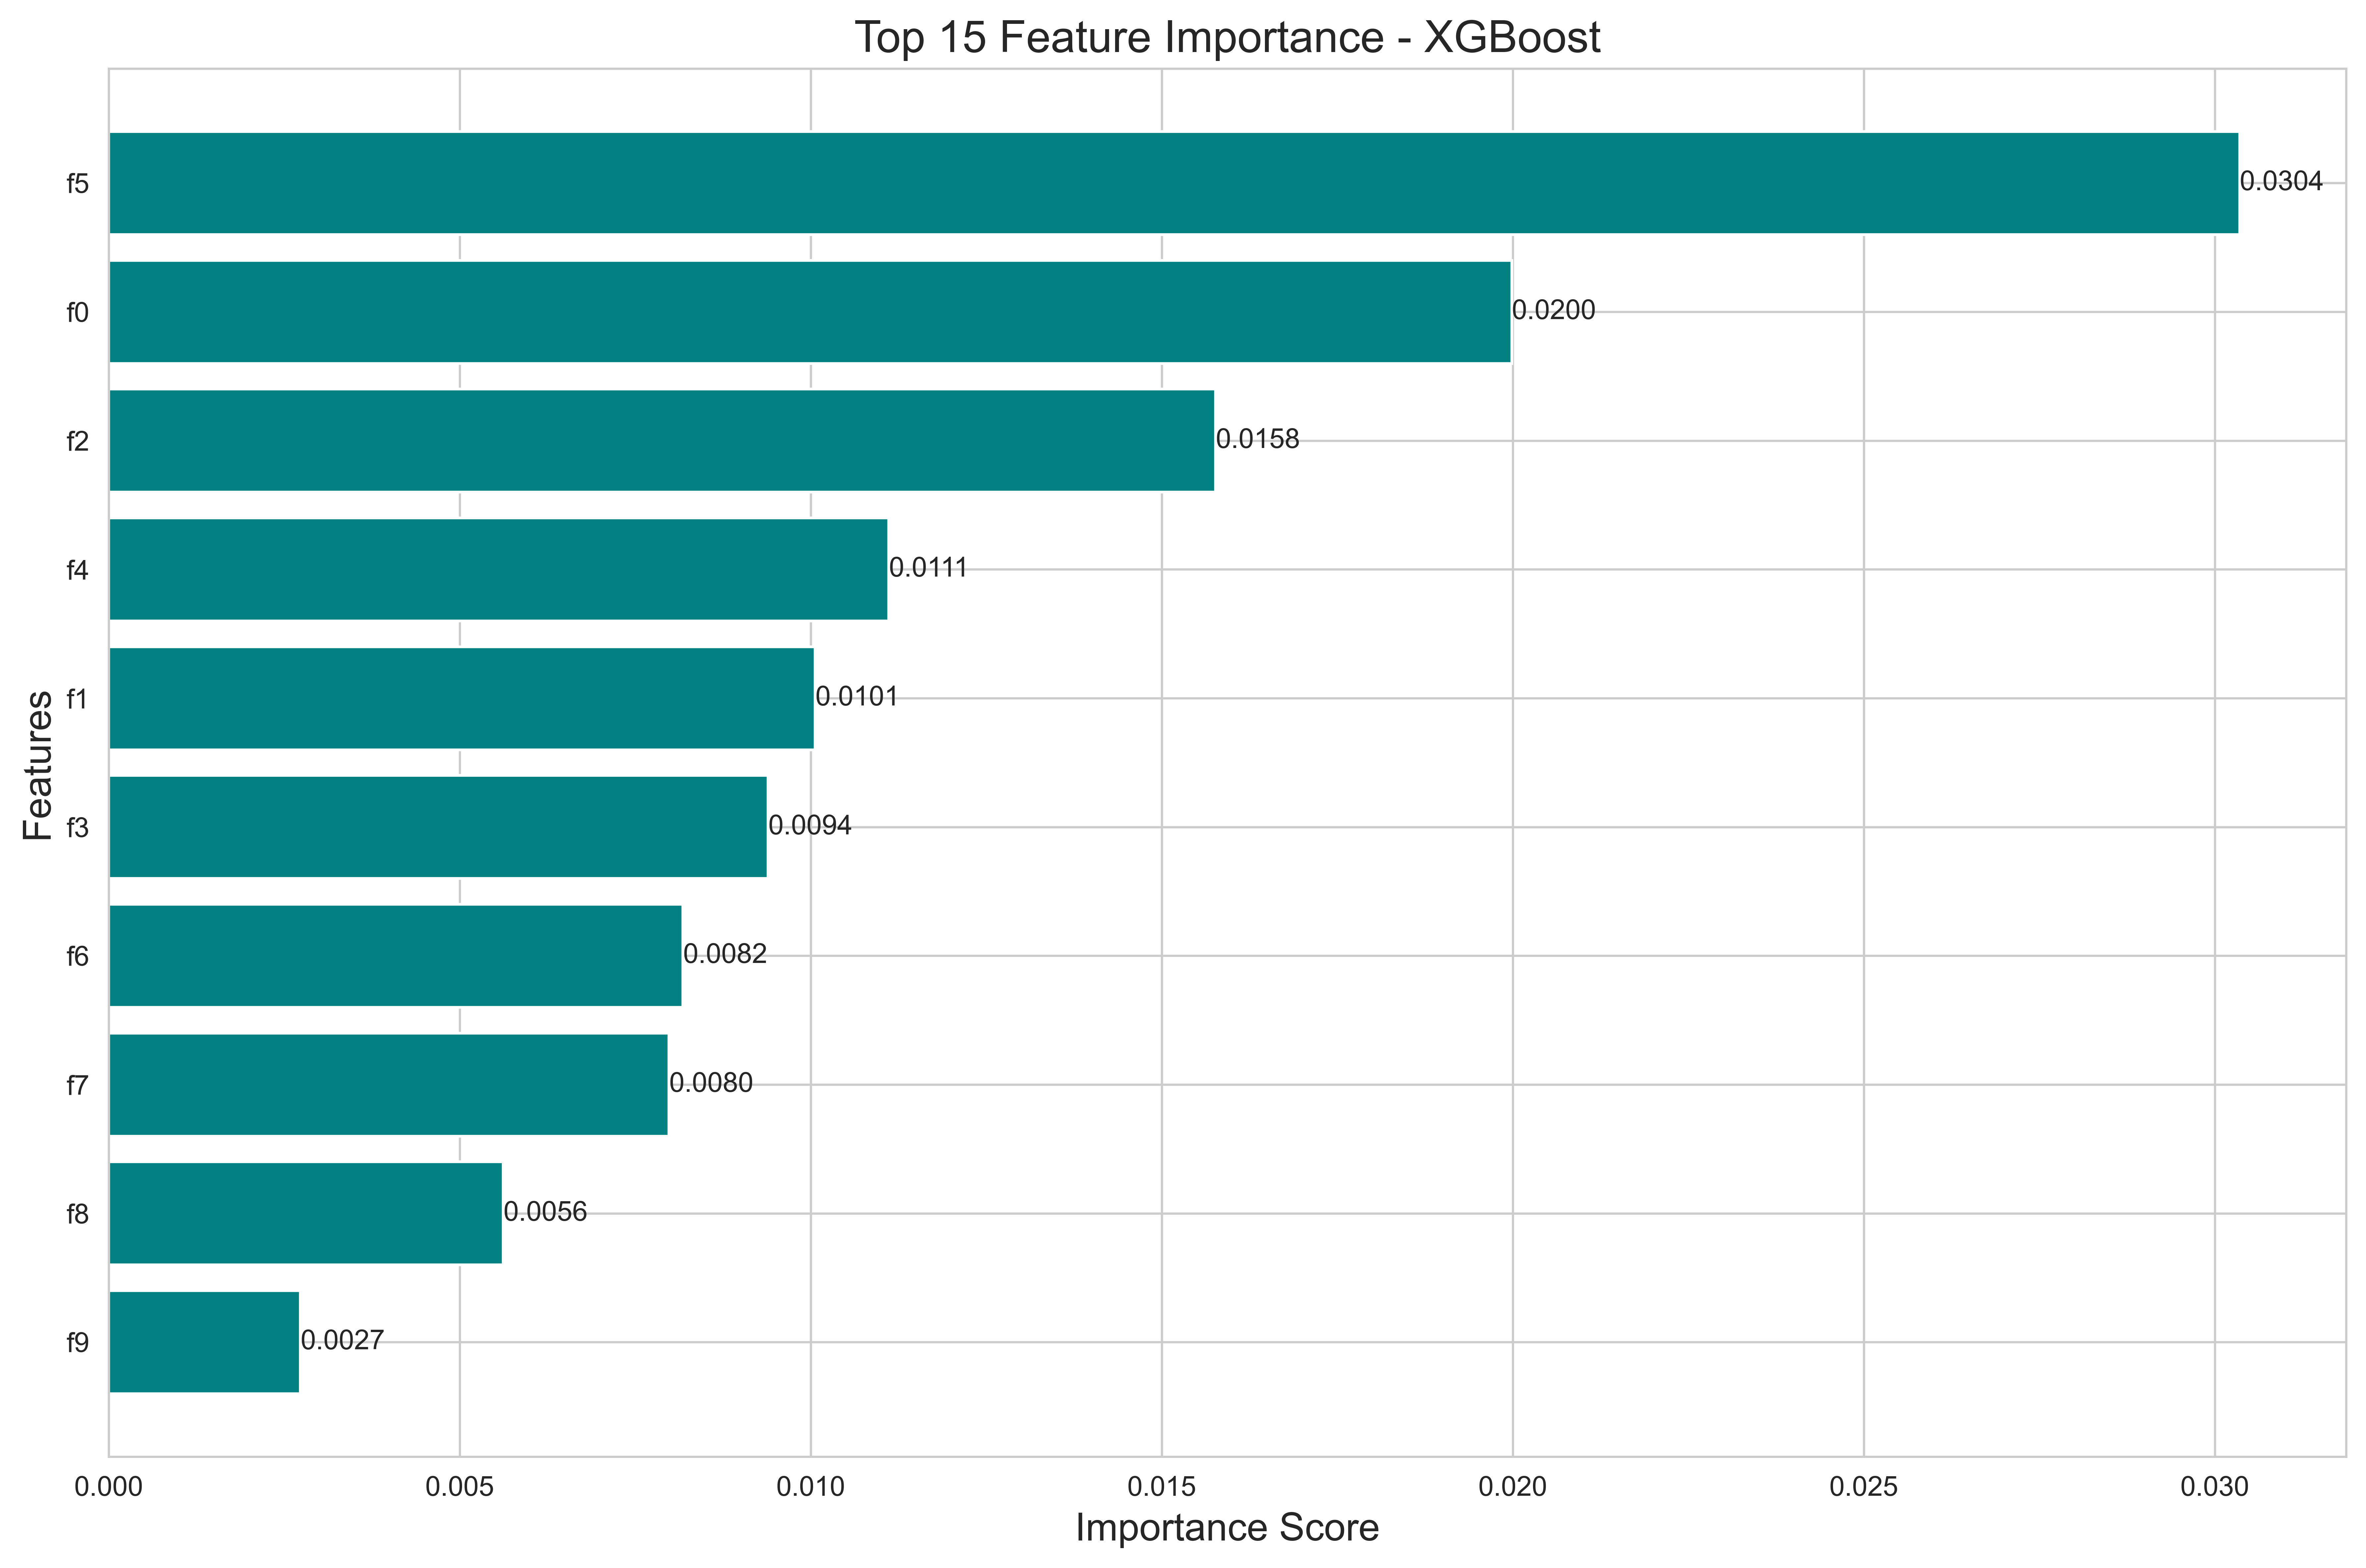 Top 15 Feature Importance - XGBoost
f5 0.0304
f0 0.0200
f2 0.0158
f4 0.0111
f1 0.0101
f3 0.0094
f6 0.0082
f7 0.0080
f8 0.0056
f9 0.0027
Features
0.000 0.005 0.010 0.015 0.020 0.025 0.030
Importance Score